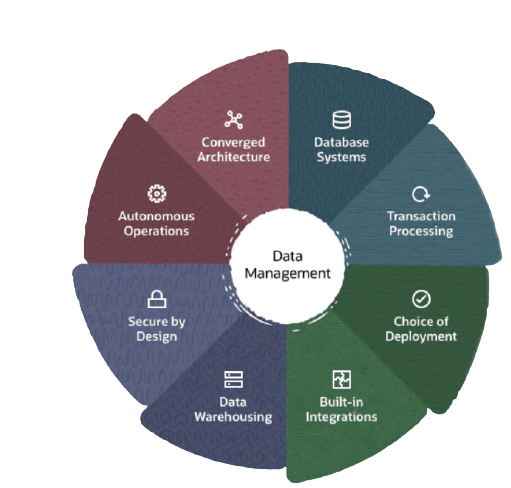 Converged
Architecture
Database
Systems
Transaction
Processing
Choice of
Deployment
Built-in
Integrations
Data
Warehousing
Secure by
Design
Autonomous
Operations
Data
Management